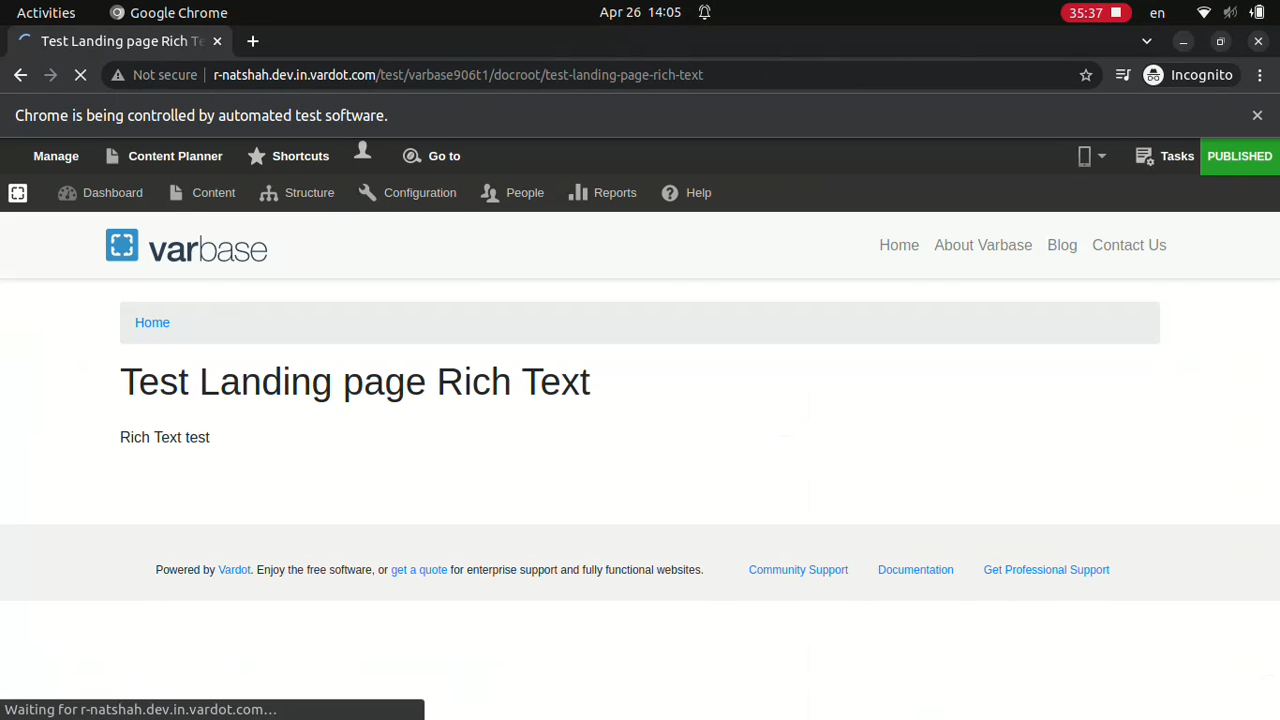 Activities Google Chrome Apr 26 14:05 35:37 en
Test Landing page Rich Te
Not secure r-natshah.dev.in.vardot.com/test/varbase906t1/docroot/test-landing-page-rich-text Incognito
Chrome is being controlled by automated test software.
Manage Content Planner Shortcuts Go to Tasks PUBLISHED
Dashboard Content Structure Configuration People Reports Help
varbase Home About Varbase Blog Contact Us
Home
Test Landing page Rich Text
Rich Text test
Powered by Vardot. Enjoy the free software, or get a quote for enterprise support and fully functional websites. Community Support Documentation Get Professional Support
Waiting for r-natshah.dev.in.vardot.com...